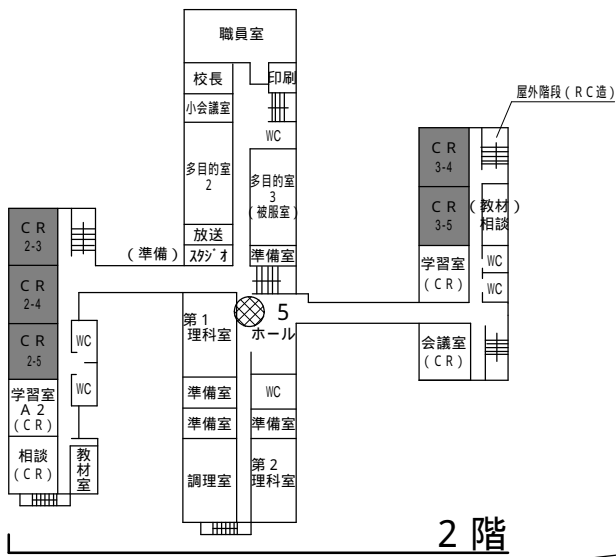 職員室
校長
印刷
小会議室
WC
多目的室
2
多目的室
3
(被服室)
放送
スタジオ
準備室
屋外階段(RC造)
CR
3-4
CR
3-5
(教材)
相談
学習室
(CR)
WC
WC
会議室
(CR)
CR
2-3
(準備)
CR
2-4
CR
2-5
WC
WC
学習室
A2
(CR)
相談
(CR)
教
材
室
第1
理科室
5
ホール
準備室
WC
準備室
準備室
調理室
第2
理科室
2階